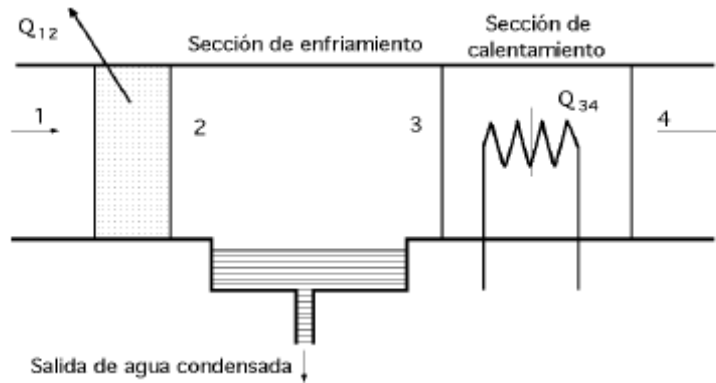 Q12
Sección de enfriamiento
Sección de
calentamiento
1
2
3
Q34
4
Salida de agua condensada